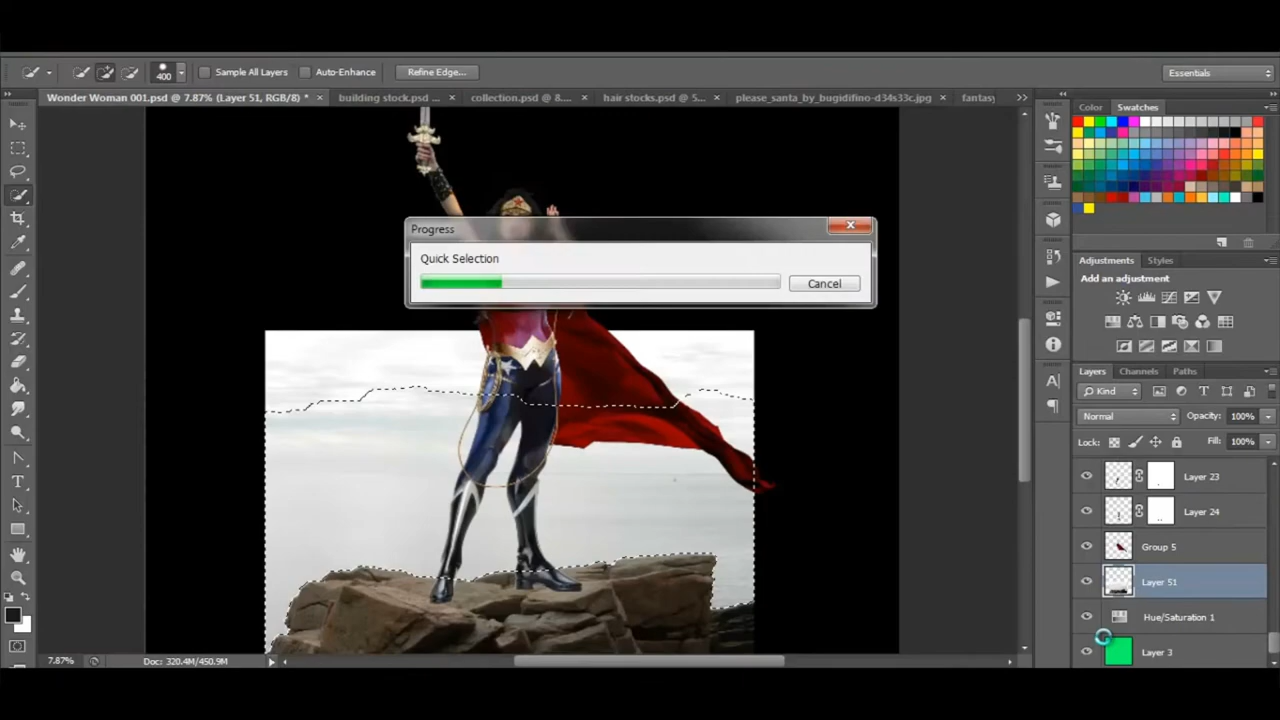 400
Sample All Layers
Auto-Enhance
Refine Edge...
Essentials
Wonder Woman 001.psd @ 7.87% (Layer 51, RGB/8) *
building stock.psd ...
collection.psd @ 8....
hair stocks.psd @ 5...
please_santa_by_bugidifino-d34s33c.jpg
fantasy
Color
Swatches
Progress
Quick Selection
Cancel
Adjustments
Styles
Add an adjustment
Layers
Channels
Paths
Kind
Normal
Opacity: 100%
Lock:
Fill: 100%
Layer 23
Layer 24
Group 5
Layer 51
Hue/Saturation 1
Layer 3
7.87%
Doc: 320.4M/450.9M